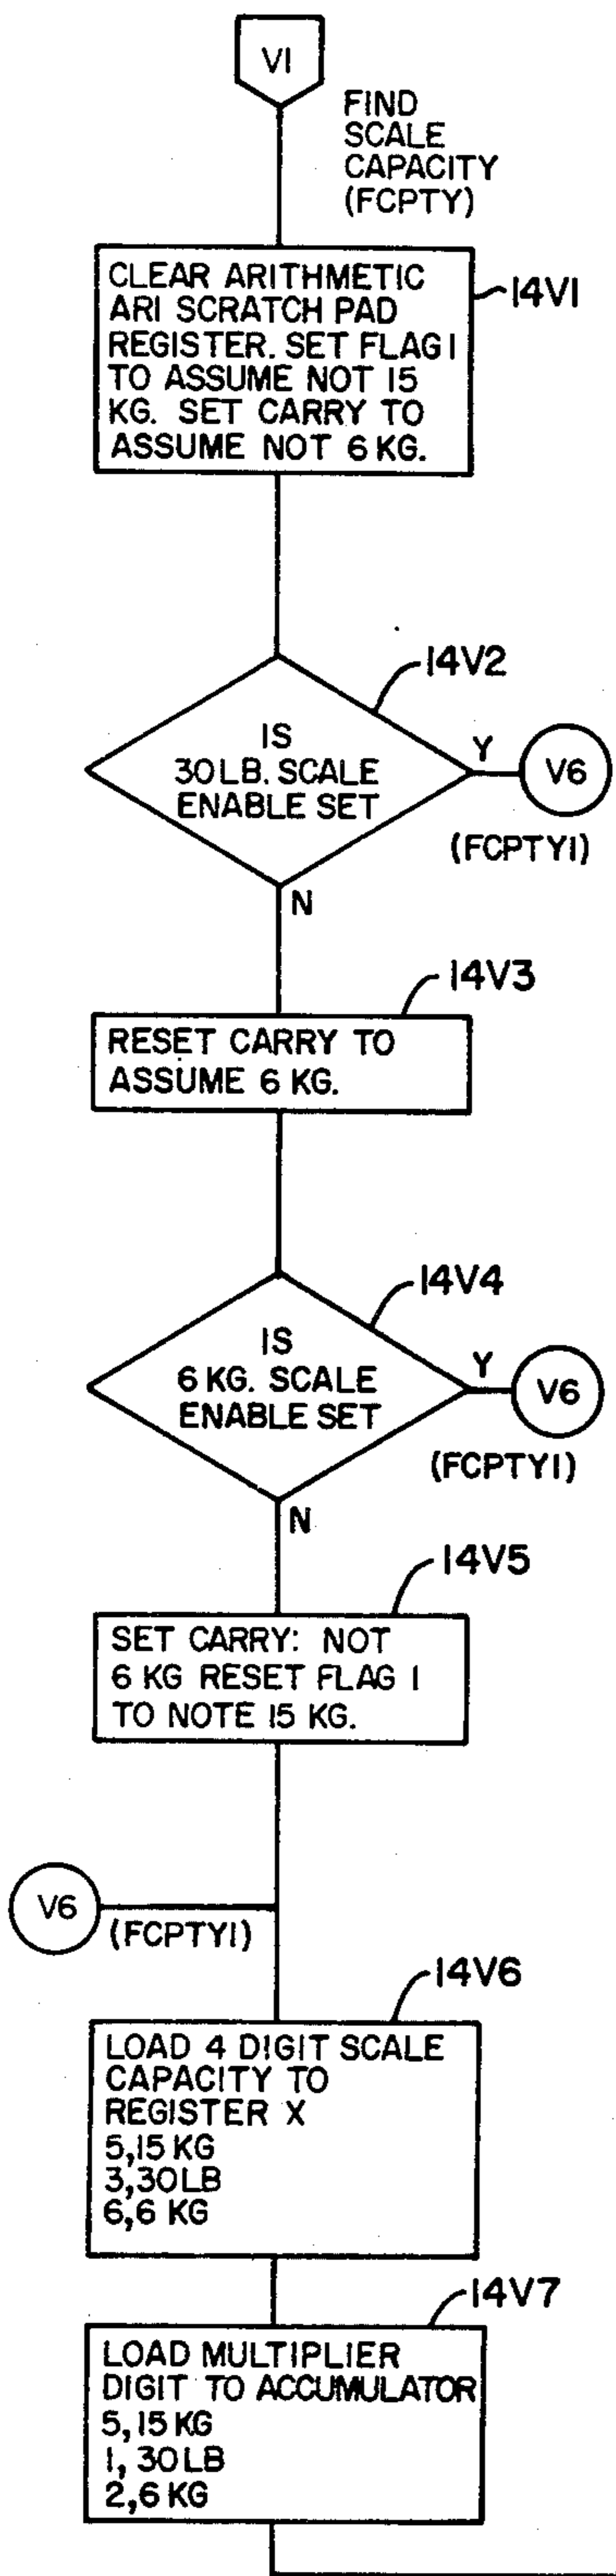 V1
FIND
SCALE
CAPACITY
(FCPTY)
CLEAR ARITHMETIC
ARI SCRATCH PAD
REGISTER. SET FLAG 1
TO ASSUME NOT 15
KG. SET CARRY TO
ASSUME NOT 6 KG.
14V1
14V2
IS
30 LB. SCALE
ENABLE SET
Y
V6
(FCPTY1)
N
14V3
RESET CARRY TO
ASSUME 6 KG.
14V4
IS
6 KG. SCALE
ENABLE SET
Y
V6
(FCPTY1)
N
14V5
SET CARRY: NOT
6 KG RESET FLAG 1
TO NOTE 15 KG.
V6
(FCPTY1)
14V6
LOAD 4 DIGIT SCALE
CAPACITY TO
REGISTER X
5,15 KG
3,30 LB
6,6 KG
14V7
LOAD MULTIPLIER
DIGIT TO ACCUMULATOR
5,15 KG
1, 30 LB
2,6 KG